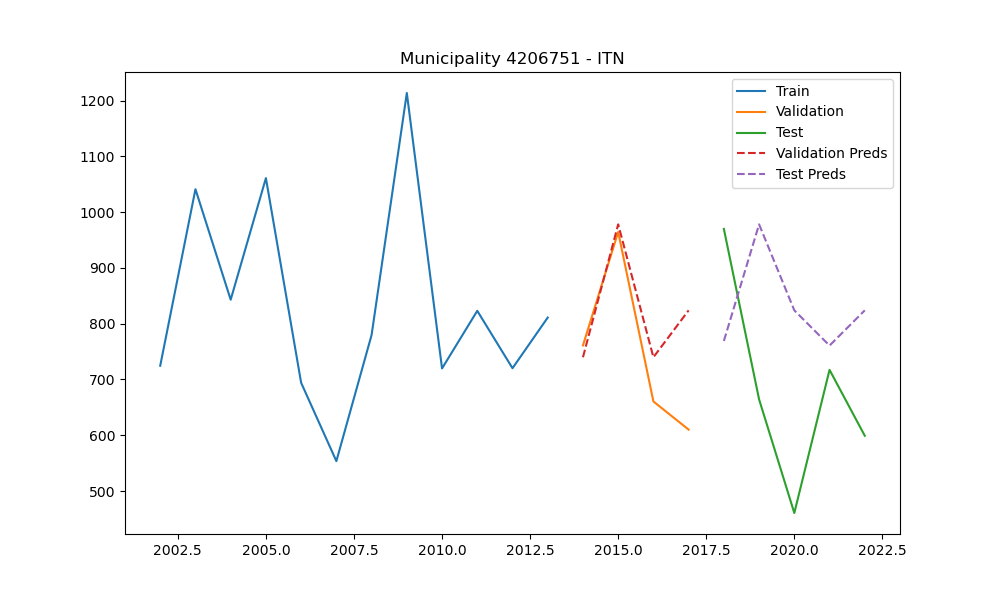 Municipality 4206751 - ITN
Train
Validation
Test
Validation Preds
Test Preds
1200
1100
1000
900
800
700
600
500
2002.5 2005.0 2007.5 2010.0 2012.5 2015.0 2017.5 2020.0 2022.5